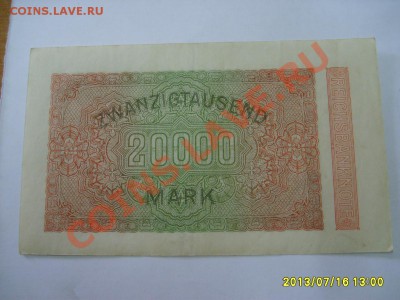 COINS.LAVE.RU
ZWANZIGTAUSEND
20000
MARK
COINS.LAVE.RU
2013/07/16 13:00